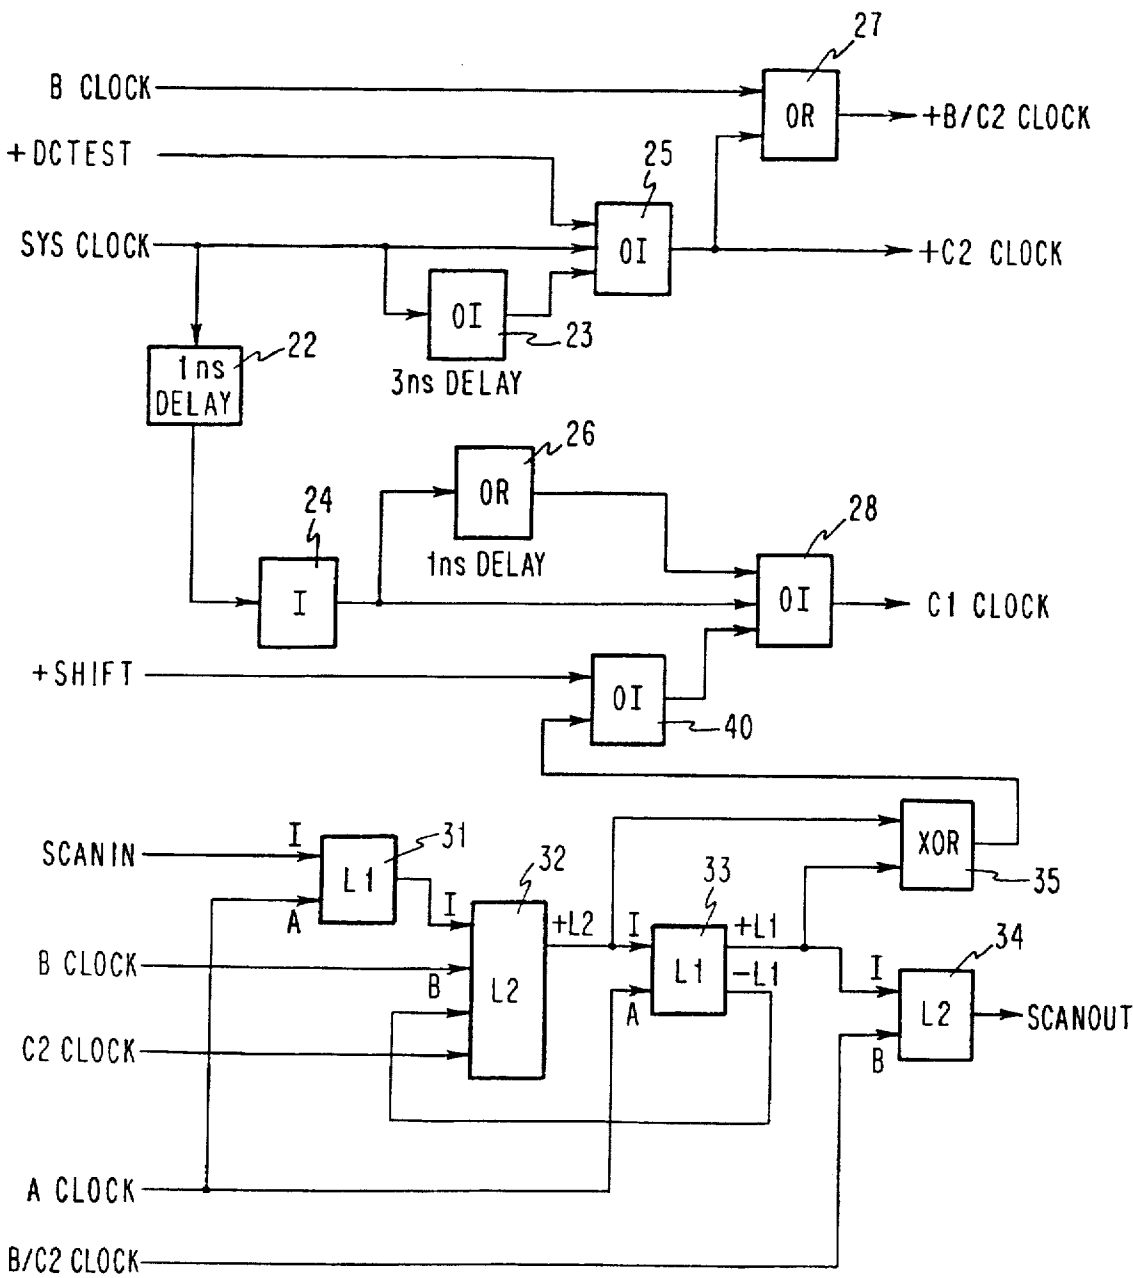 27
B CLOCK
OR
+B/C2 CLOCK
+DCTEST
25
SYS CLOCK
OI
+C2 CLOCK
OI
23
22
1ns
DELAY
3ns DELAY
26
OR
24
28
1ns DELAY
I
OI
C1 CLOCK
+SHIFT
OI
40
I
31
SCANIN
L1
32
33
XOR
35
A
I
+L2
I
+L1
34
B CLOCK
B
L2
L1
-L1
I
A
L2
SCANOUT
C2 CLOCK
B
A CLOCK
B/C2 CLOCK